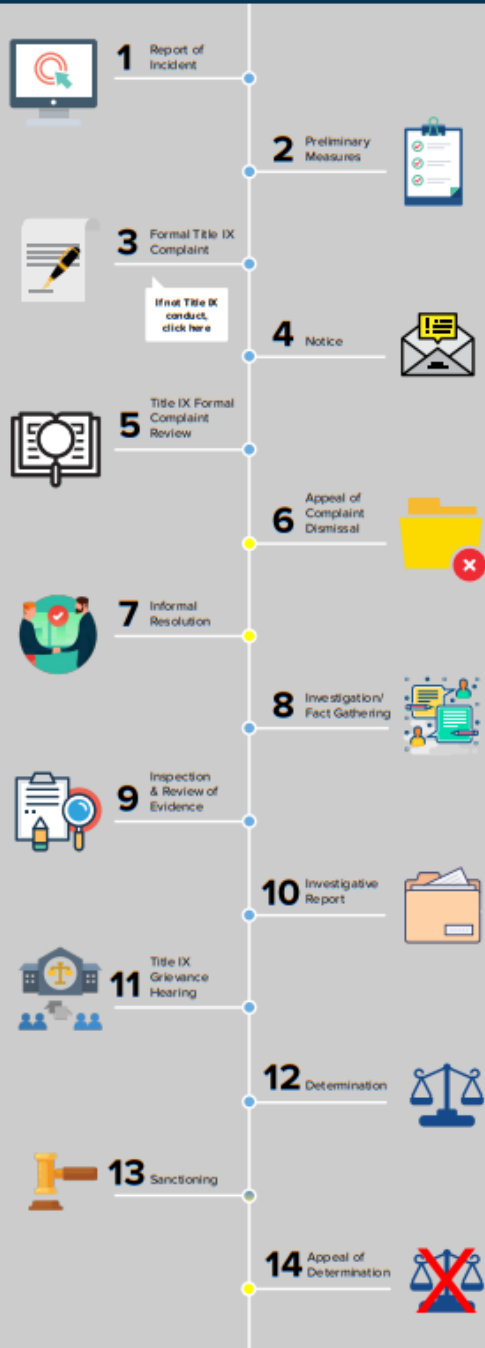 1 Report of
Incident
2 Preliminary
Measures
3 Formal Title IX
Complaint
If not Title IX
conduct,
click here
4 Notice
5 Title IX Formal
Complaint
Review
6 Appeal of
Complaint
Dismissal
7 Informal
Resolution
8 Investigation/
Fact Gathering
9 Inspection
& Review of
Evidence
10 Investigative
Report
11 Title IX
Grievance
Hearing
12 Determination
13 Sanctioning
14 Appeal of
Determination